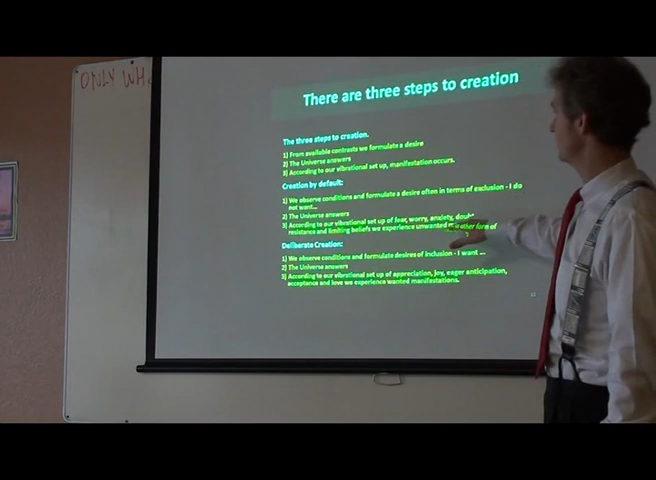 ONLY WH
There are three steps to creation
The three steps to creation.
1) From available contrasts we formulate a desire
2) The Universe answers
3) According to our vibrational set up, manifestation occurs.
Creation by default:
1) We observe conditions and formulate a desire often in terms of exclusion - I do
not want...
2) The Universe answers
3) According to our vibrational set up of fear, worry, anxiety, doubt
resistance and limiting beliefs we experience unwanted other form of
Deliberate Creation:
1) We observe conditions and formulate desires of inclusion - I want ...
2) The Universe answers
3) According to our vibrational set up of appreciation, joy, eager anticipation,
acceptance and love we experience wanted manifestations.